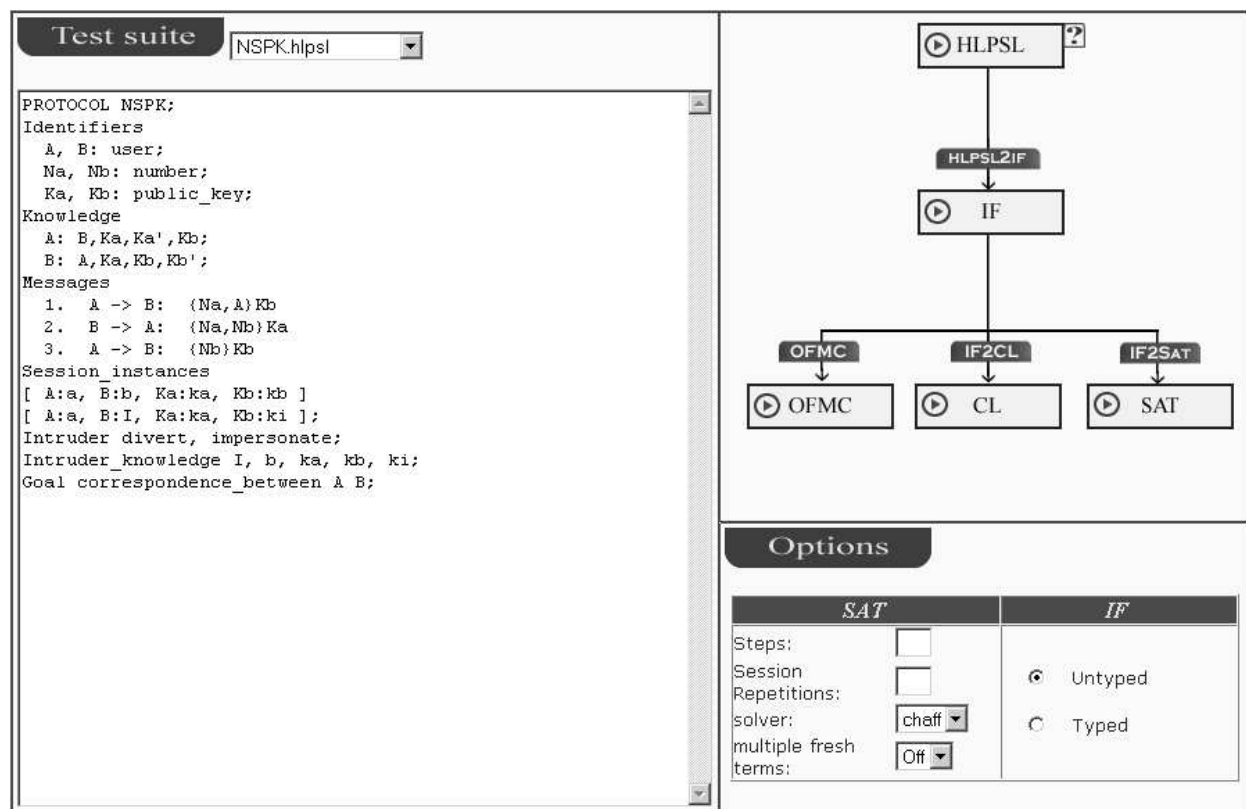 Test suite
NSPK.hlpsl
PROTOCOL NSPK;
Identifiers
A, B: user;
Na, Nb: number;
Ka, Kb: public_key;
Knowledge
A: B,Ka,Ka',Kb;
B: A,Ka,Kb,Kb';
Messages
1. A -> B: {Na,A}Kb
2. B -> A: {Na,Nb}Ka
3. A -> B: {Nb}Kb
Session_instances
[ A:a, B:b, Ka:ka, Kb:kb ]
[ A:a, B:I, Ka:ka, Kb:ki ];
Intruder divert, impersonate;
Intruder_knowledge I, b, ka, kb, ki;
Goal correspondence_between A B;
HLPSL
?
HLPSL2IF
IF
OFMC
IF2CL
IF2SAT
OFMC
CL
SAT
Options
SAT
IF
Steps:
Session
Repetitions:
solver:
chaff
multiple fresh
terms:
Off
Untyped
Typed